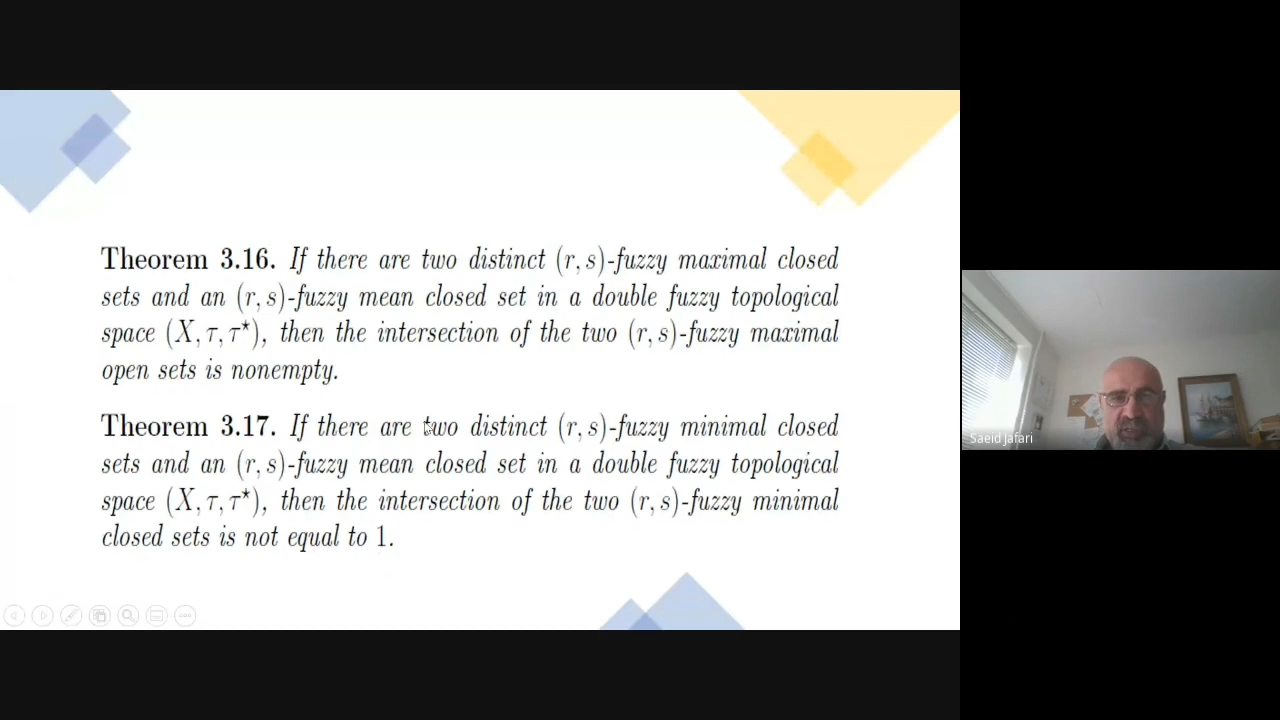 Theorem 3.16. If there are two distinct (r, s)-fuzzy maximal closed
sets and an (r, s)-fuzzy mean closed set in a double fuzzy topological
space (X, τ, τ⋆), then the intersection of the two (r, s)-fuzzy maximal
open sets is nonempty.
Theorem 3.17. If there are two distinct (r, s)-fuzzy minimal closed
sets and an (r, s)-fuzzy mean closed set in a double fuzzy topological
space (X, τ, τ⋆), then the intersection of the two (r, s)-fuzzy minimal
closed sets is not equal to 1.
Saeid Jafari